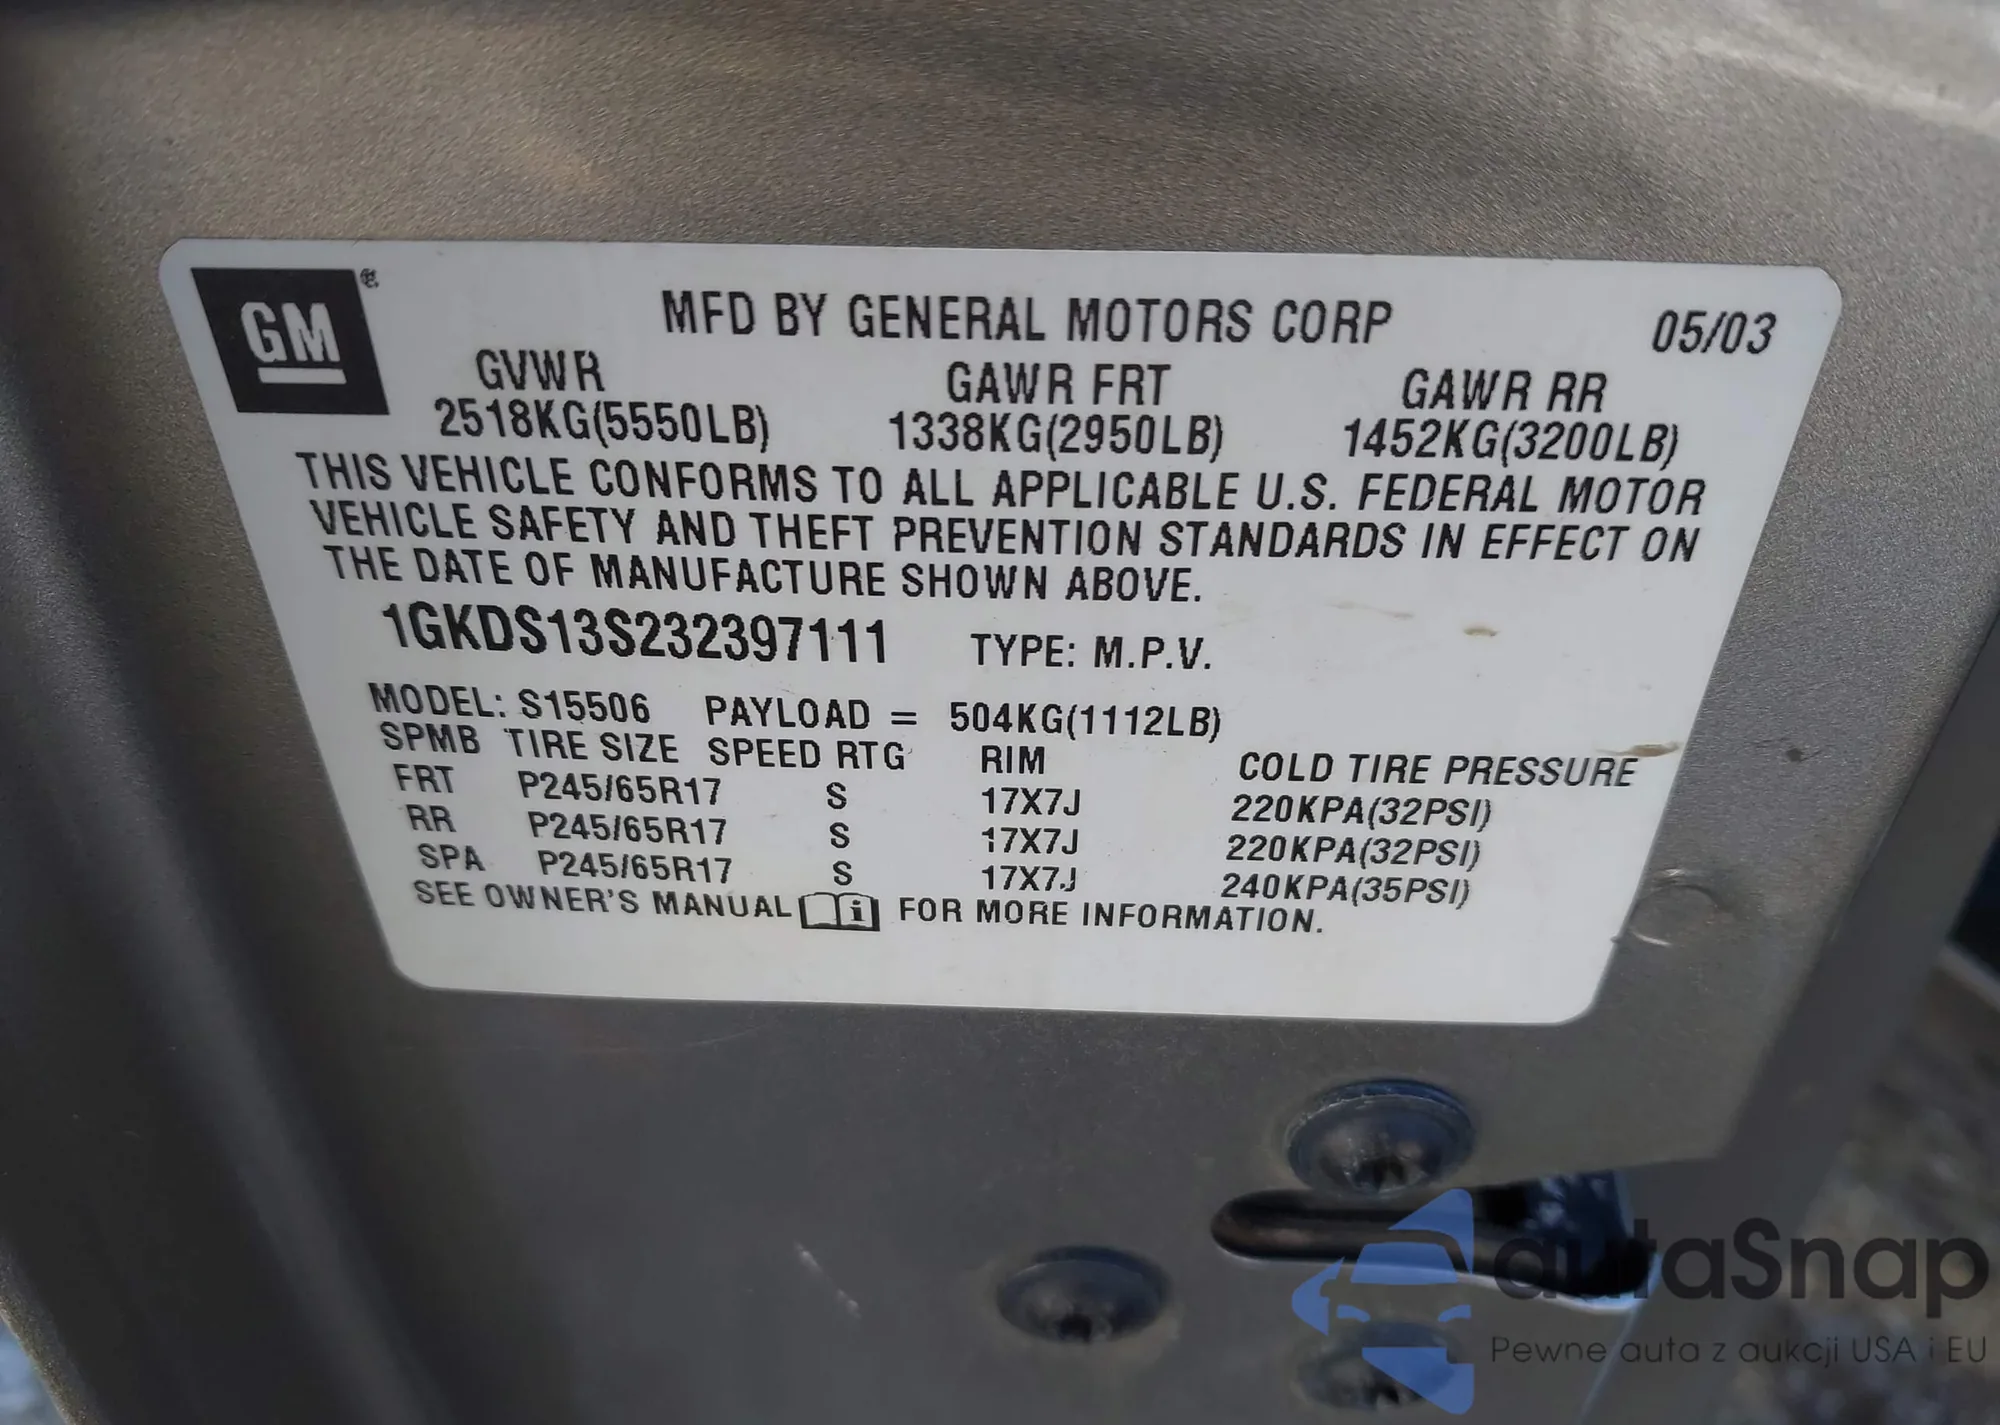 GM®
MFD BY GENERAL MOTORS CORP 05/03
GVWR GAWR FRT GAWR RR
2518KG(5550LB) 1338KG(2950LB) 1452KG(3200LB)
THIS VEHICLE CONFORMS TO ALL APPLICABLE U.S. FEDERAL MOTOR
VEHICLE SAFETY AND THEFT PREVENTION STANDARDS IN EFFECT ON
THE DATE OF MANUFACTURE SHOWN ABOVE.
1GKDS13S232397111 TYPE: M.P.V.
MODEL: S15506 PAYLOAD = 504KG(1112LB)
SPMB TIRE SIZE SPEED RTG RIM COLD TIRE PRESSURE
FRT P245/65R17 S 17X7J 220KPA(32PSI)
RR P245/65R17 S 17X7J 220KPA(32PSI)
SPA P245/65R17 S 17X7J 240KPA(35PSI)
SEE OWNER'S MANUAL i FOR MORE INFORMATION.
autaSnap
Pewne auta z aukcji USA i EU